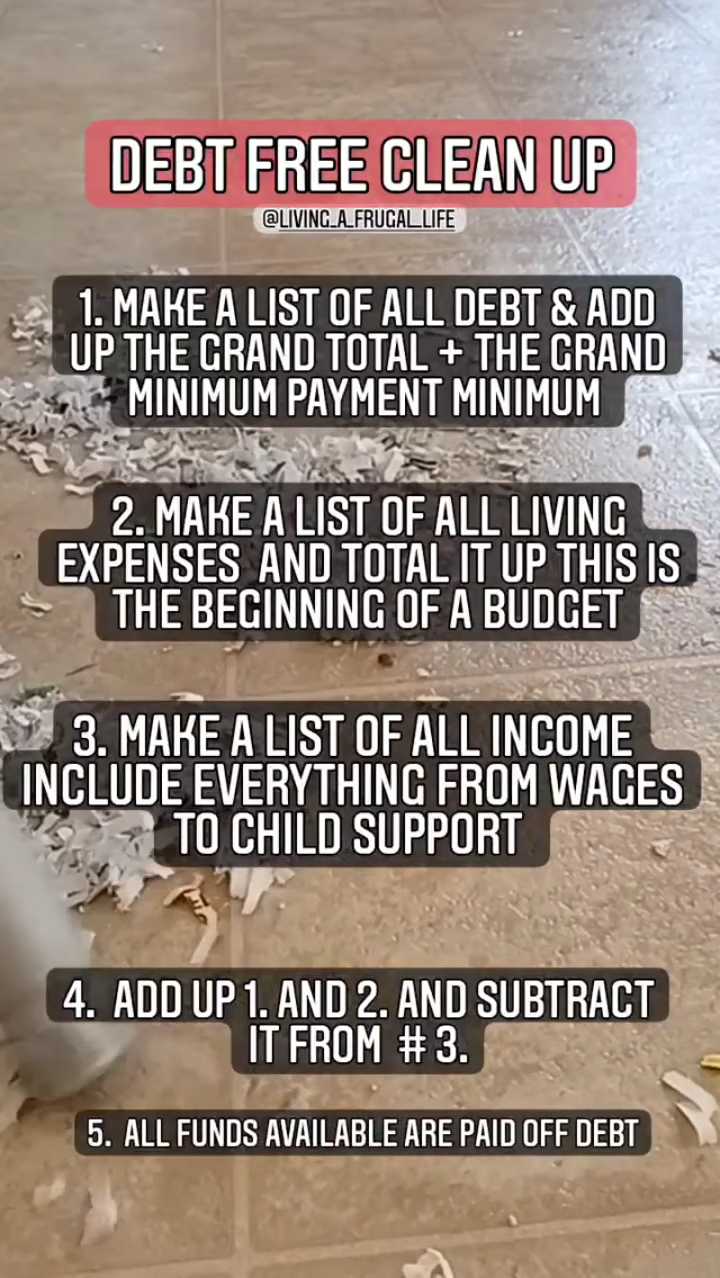 DEBT FREE CLEAN UP
@LIVING_A_FRUGAL_LIFE
1. MAKE A LIST OF ALL DEBT & ADD
UP THE GRAND TOTAL + THE GRAND
MINIMUM PAYMENT MINIMUM
2. MAKE A LIST OF ALL LIVING
EXPENSES AND TOTAL IT UP THIS IS
THE BEGINNING OF A BUDGET
3. MAKE A LIST OF ALL INCOME
INCLUDE EVERYTHING FROM WAGES
TO CHILD SUPPORT
4. ADD UP 1. AND 2. AND SUBTRACT
IT FROM # 3.
5. ALL FUNDS AVAILABLE ARE PAID OFF DEBT